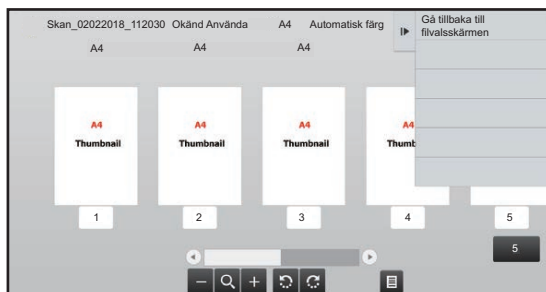 Skan_02022018_112030 Okänd Använda A4 Automatisk färg
Gå tillbaka till
filvalsskärmen
A4 A4 A4
A4 A4 A4 A4
Thumbnail Thumbnail Thumbnail Thumb
1 2 3 4 5
5